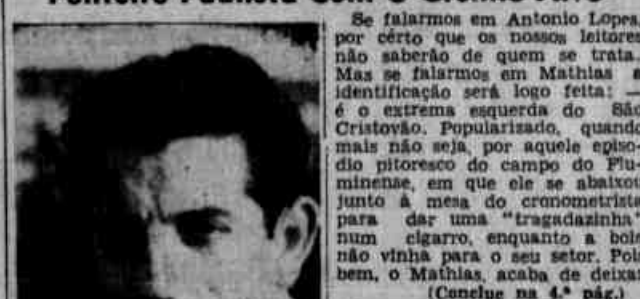 Se falarmos em Antonio Lopes,
por cérto que os nossos leitores
não saberão de quem se trata.
Mas se falarmos em Mathias a
identificação será logo feita: —
é o extrema esquerda do São
Cristovão. Popularizado, quando
mais não seja, por aquele episo-
dio pitoresco do campo do Flu-
minense, em que ele se abaixou
junto á mesa do cronometrista
para dar uma "tragadazinha"
num cigarro, enquanto a bola
não vinha para o seu setor. Pois
bem, o Mathias, acaba de deixar
(Conclue na 4.ª pág.)